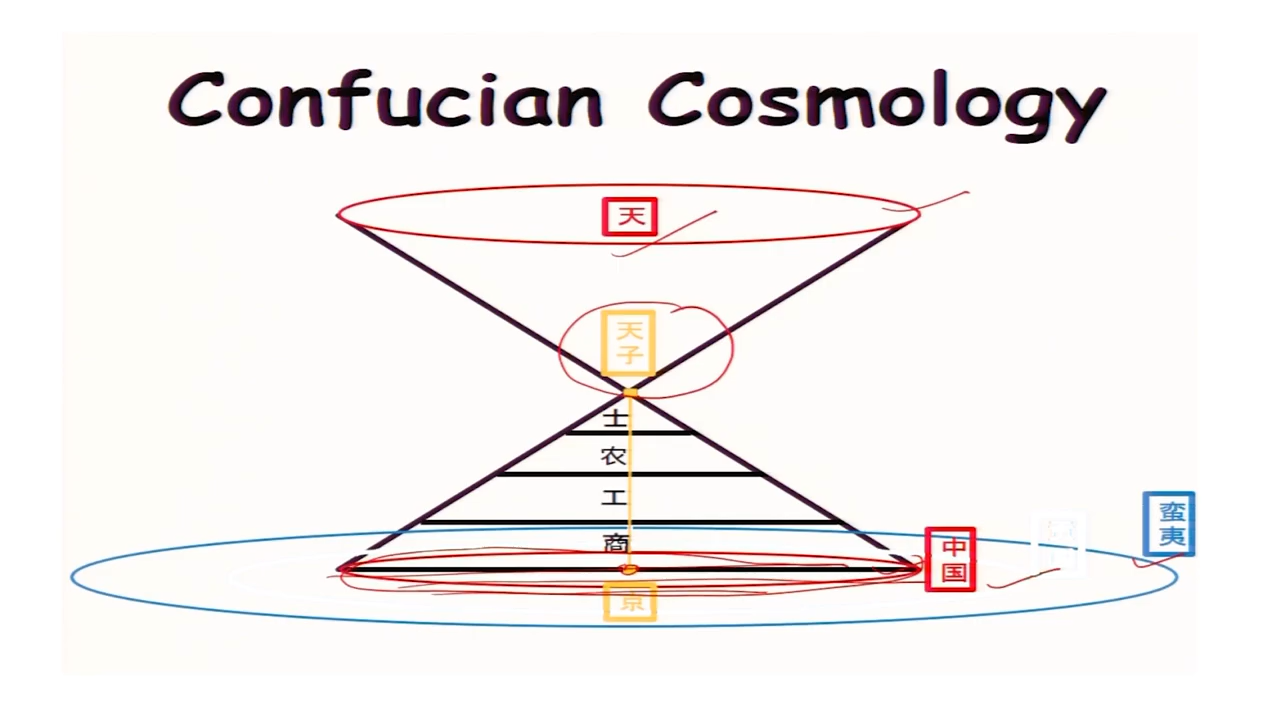 Confucian Cosmology
天
天
子
士
农
工
商
中
国
蛮
夷
京